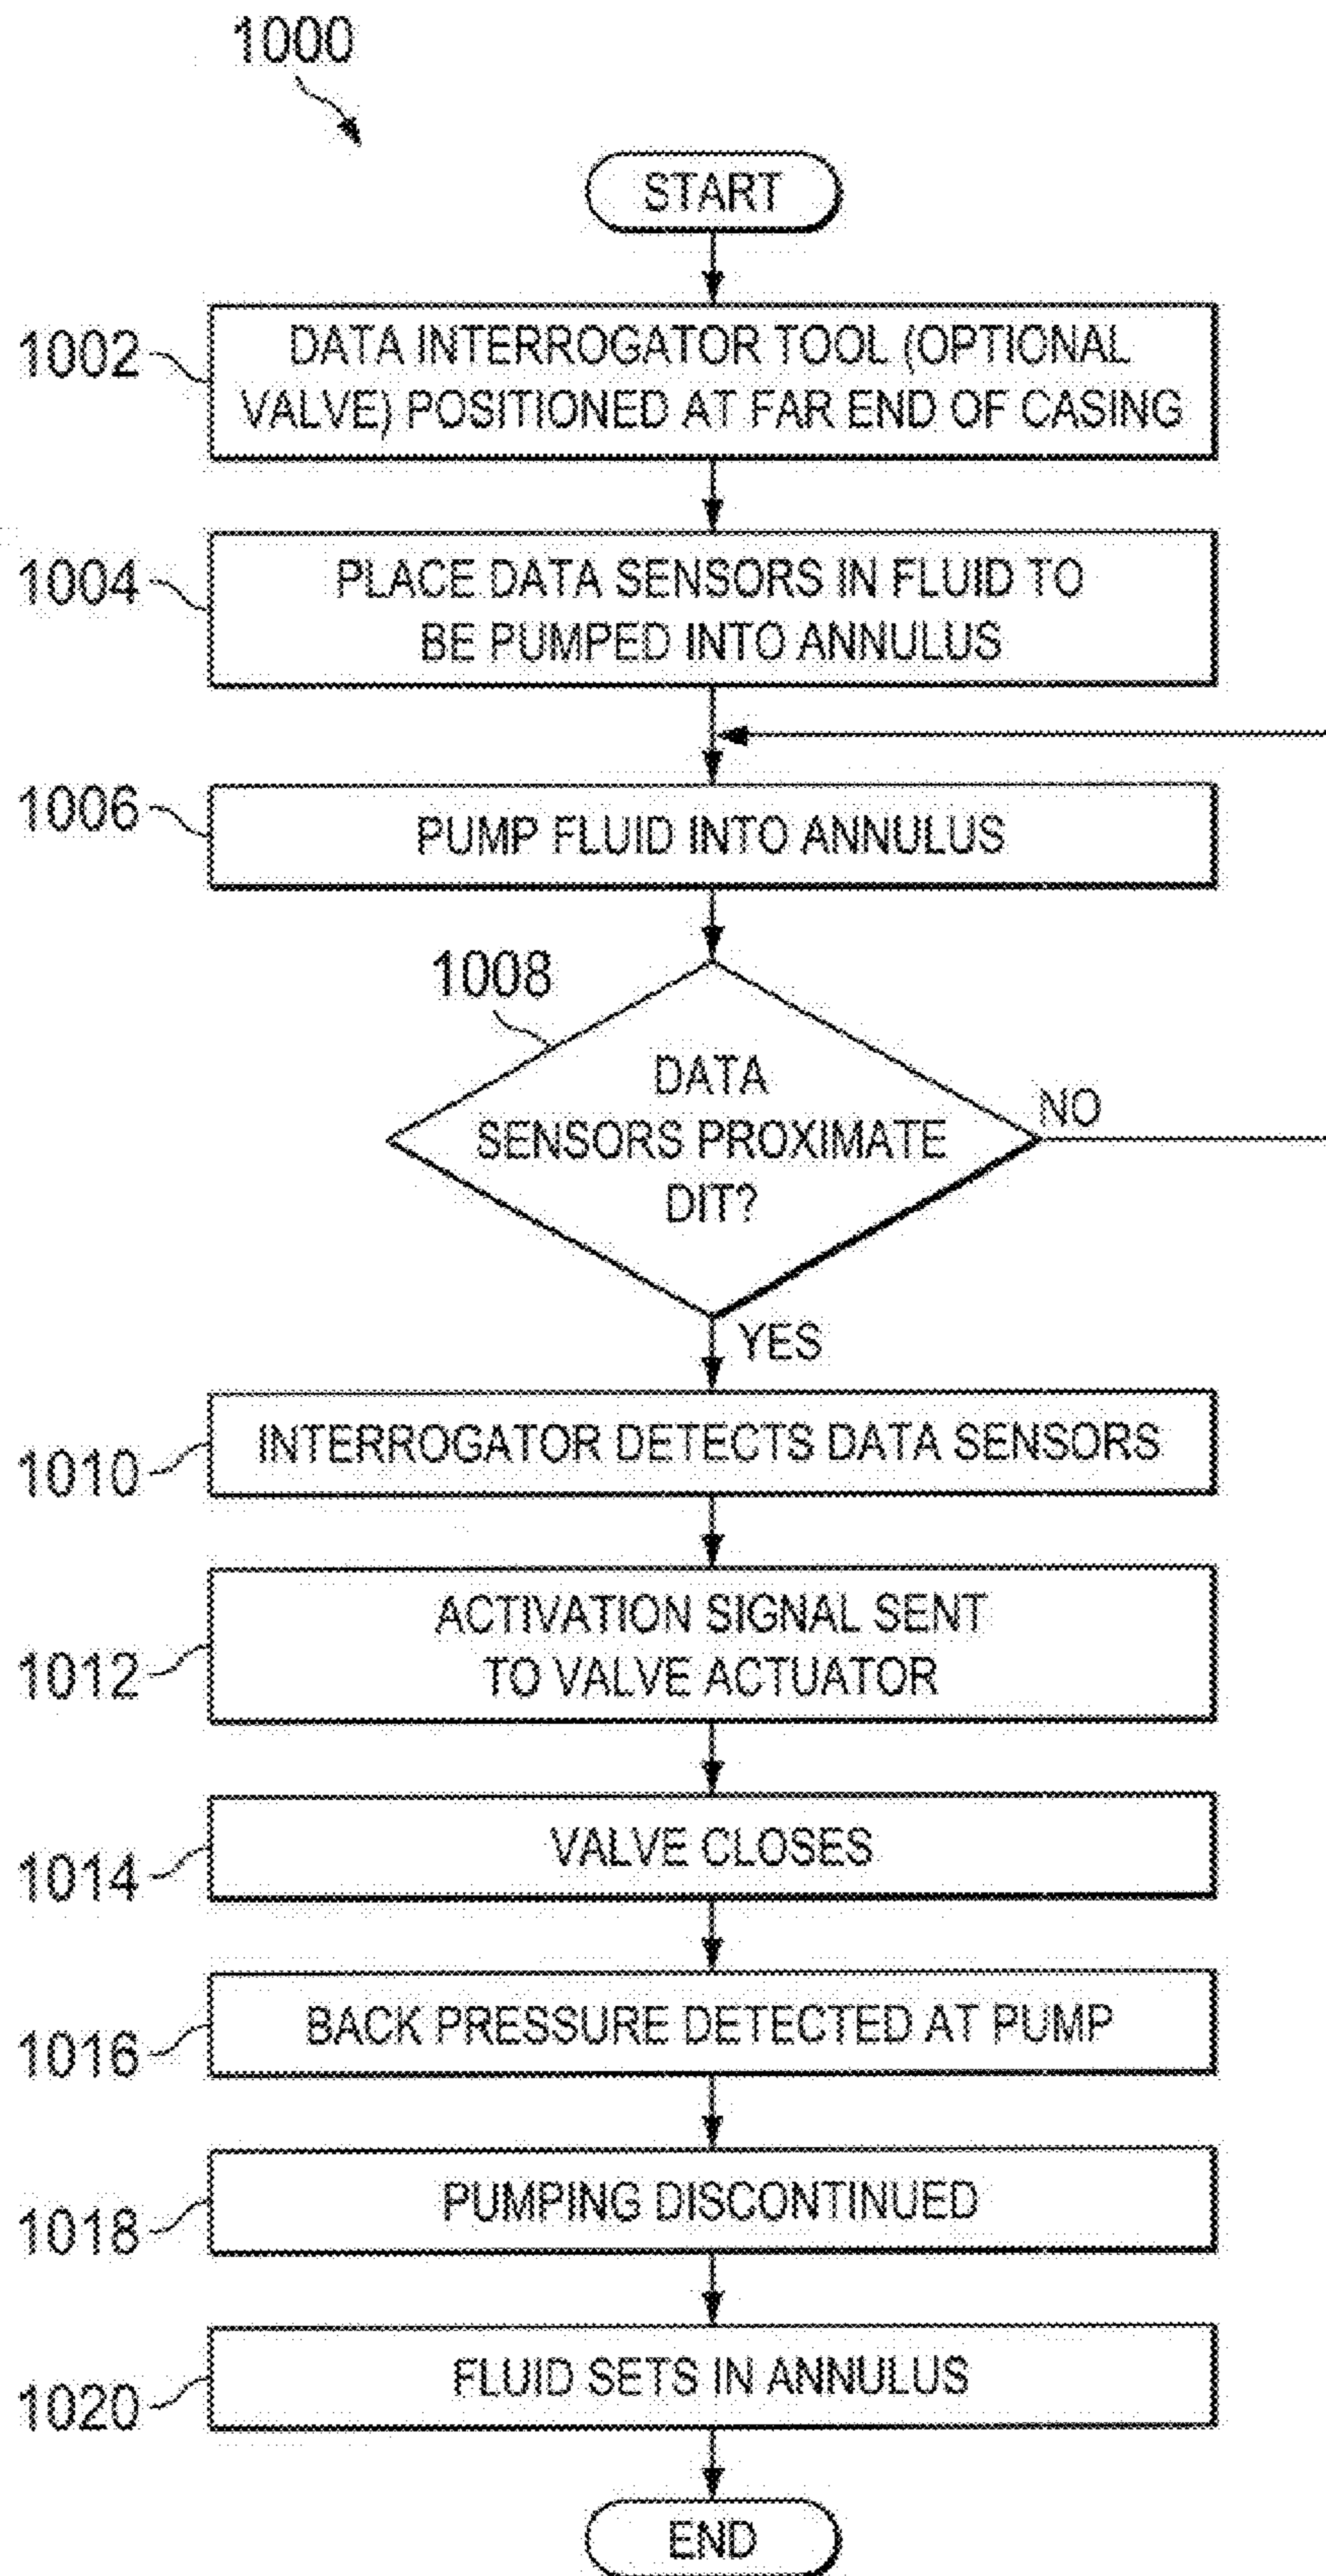 1000
START
1002
DATA INTERROGATOR TOOL (OPTIONAL
VALVE) POSITIONED AT FAR END OF CASING
1004
PLACE DATA SENSORS IN FLUID TO
BE PUMPED INTO ANNULUS
1006
PUMP FLUID INTO ANNULUS
1008
DATA
SENSORS PROXIMATE
DIT?
NO
YES
1010
INTERROGATOR DETECTS DATA SENSORS
1012
ACTIVATION SIGNAL SENT
TO VALVE ACTUATOR
1014
VALVE CLOSES
1016
BACK PRESSURE DETECTED AT PUMP
1018
PUMPING DISCONTINUED
1020
FLUID SETS IN ANNULUS
END